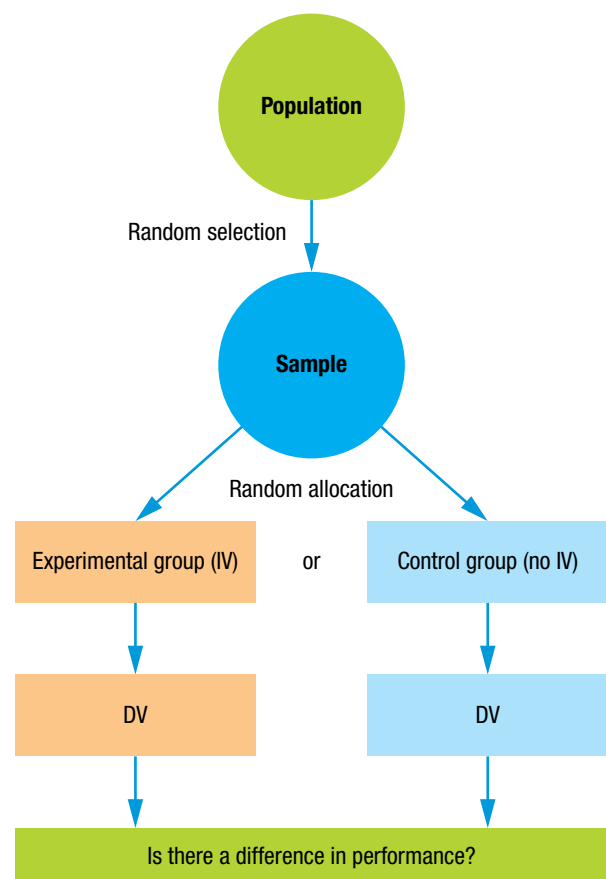 Population
Random selection
Sample
Random allocation
Experimental group (IV)
or
Control group (no IV)
DV
DV
Is there a difference in performance?